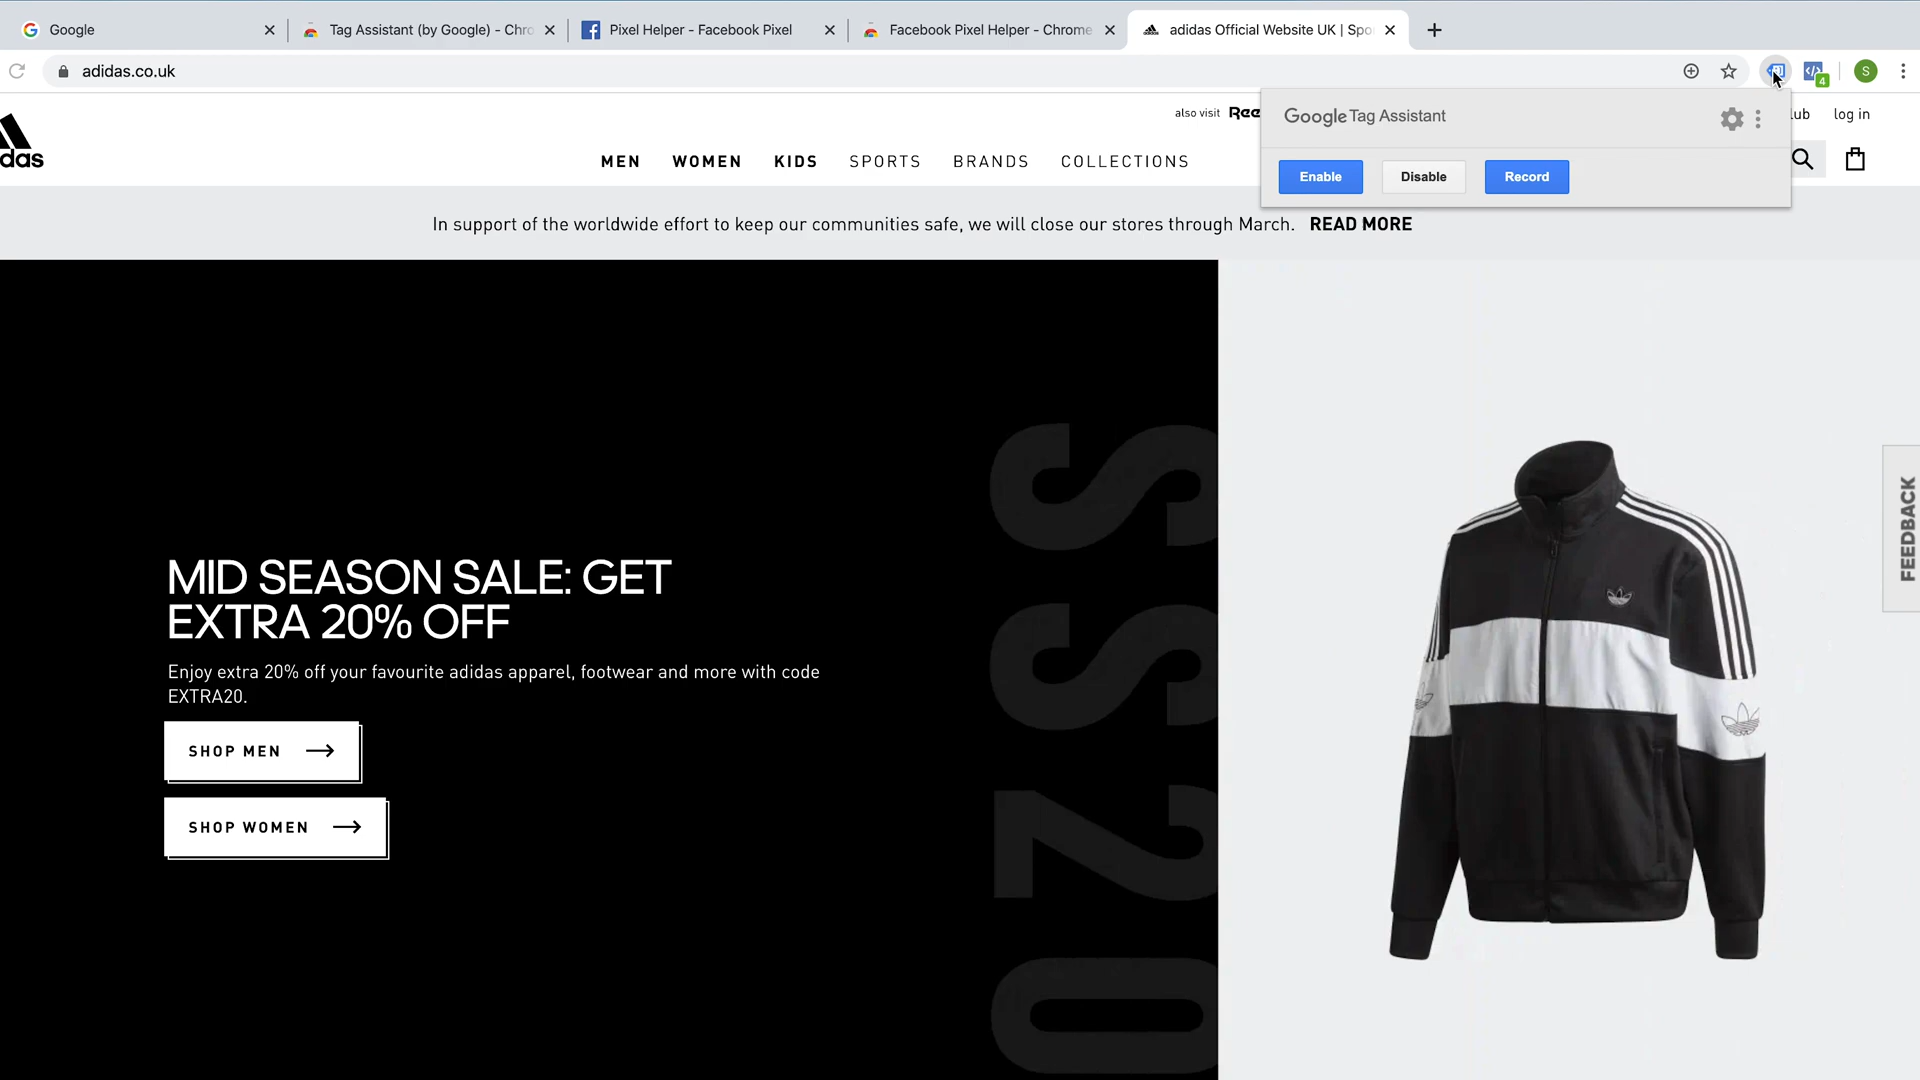 Google
Tag Assistant (by Google) - Chro
Pixel Helper - Facebook Pixel
Facebook Pixel Helper - Chrome
adidas Official Website UK | Spo
adidas.co.uk
4
S
also visit Ree
lub
log in
das
MEN
WOMEN
KIDS
SPORTS
BRANDS
COLLECTIONS
Google Tag Assistant
Enable
Disable
Record
In support of the worldwide effort to keep our communities safe, we will close our stores through March. READ MORE
MID SEASON SALE: GET
EXTRA 20% OFF
Enjoy extra 20% off your favourite adidas apparel, footwear and more with code
EXTRA20.
SHOP MEN
SHOP WOMEN
SS20
FEEDBACK